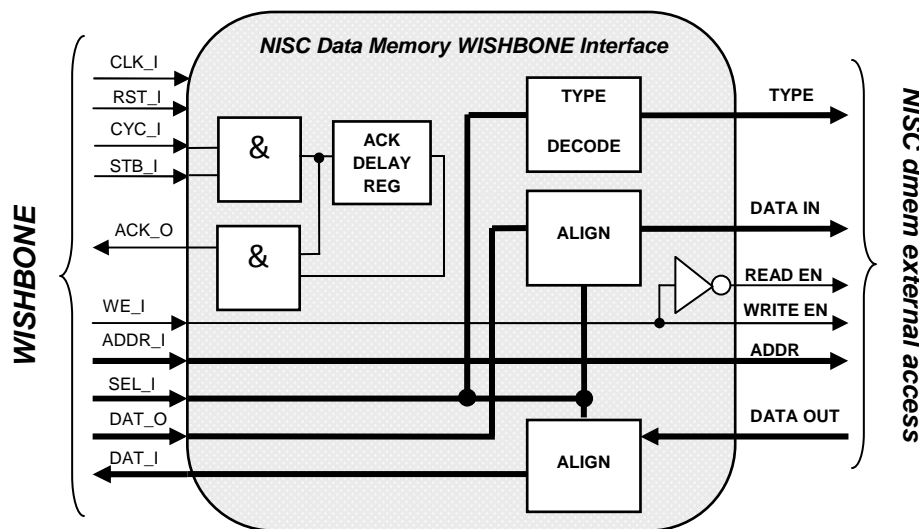 NISC Data Memory WISHBONE Interface
WISHBONE
CLK_I
RST_I
CYC_I
STB_I
ACK_O
WE_I
ADDR_I
SEL_I
DAT_O
DAT_I
&
&
ACK
DELAY
REG
TYPE
DECODE
ALIGN
ALIGN
TYPE
DATA IN
READ EN
WRITE EN
ADDR
DATA OUT
NISC dmem external access